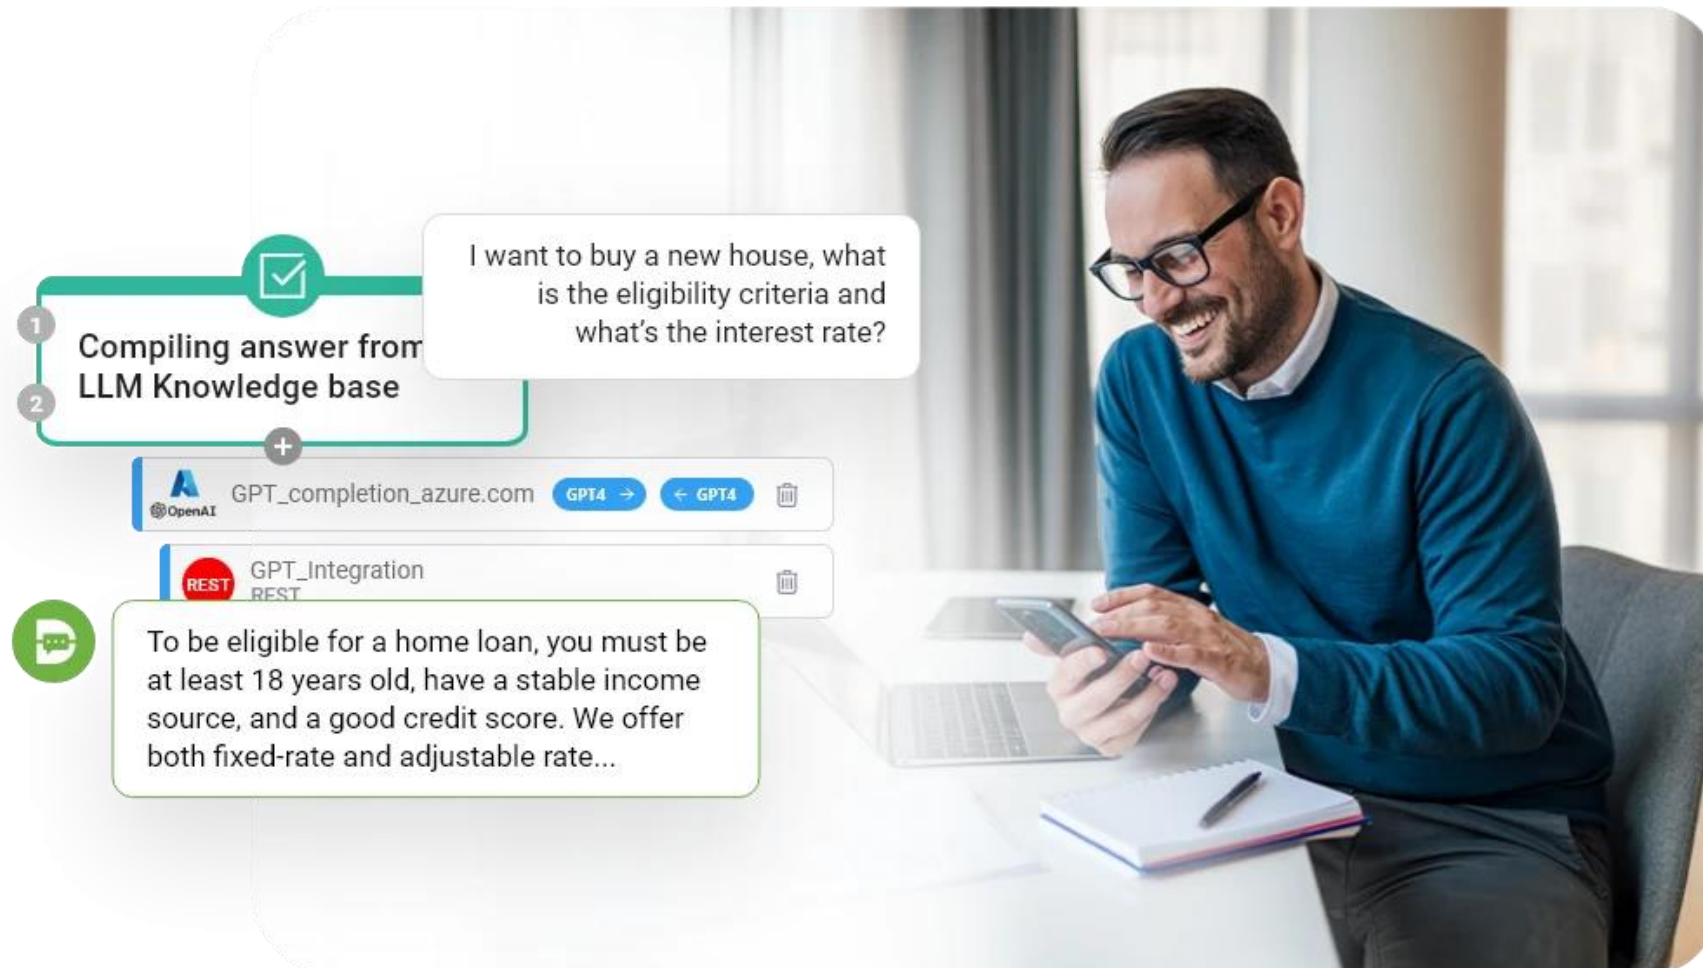 I want to buy a new house, what
is the eligibility criteria and
what's the interest rate?
1
Compiling answer from
LLM Knowledge base
2
+
OpenAI
GPT_completion_azure.com
GPT4 →
← GPT4
REST
GPT_Integration
REST
To be eligible for a home loan, you must be
at least 18 years old, have a stable income
source, and a good credit score. We offer
both fixed-rate and adjustable rate...